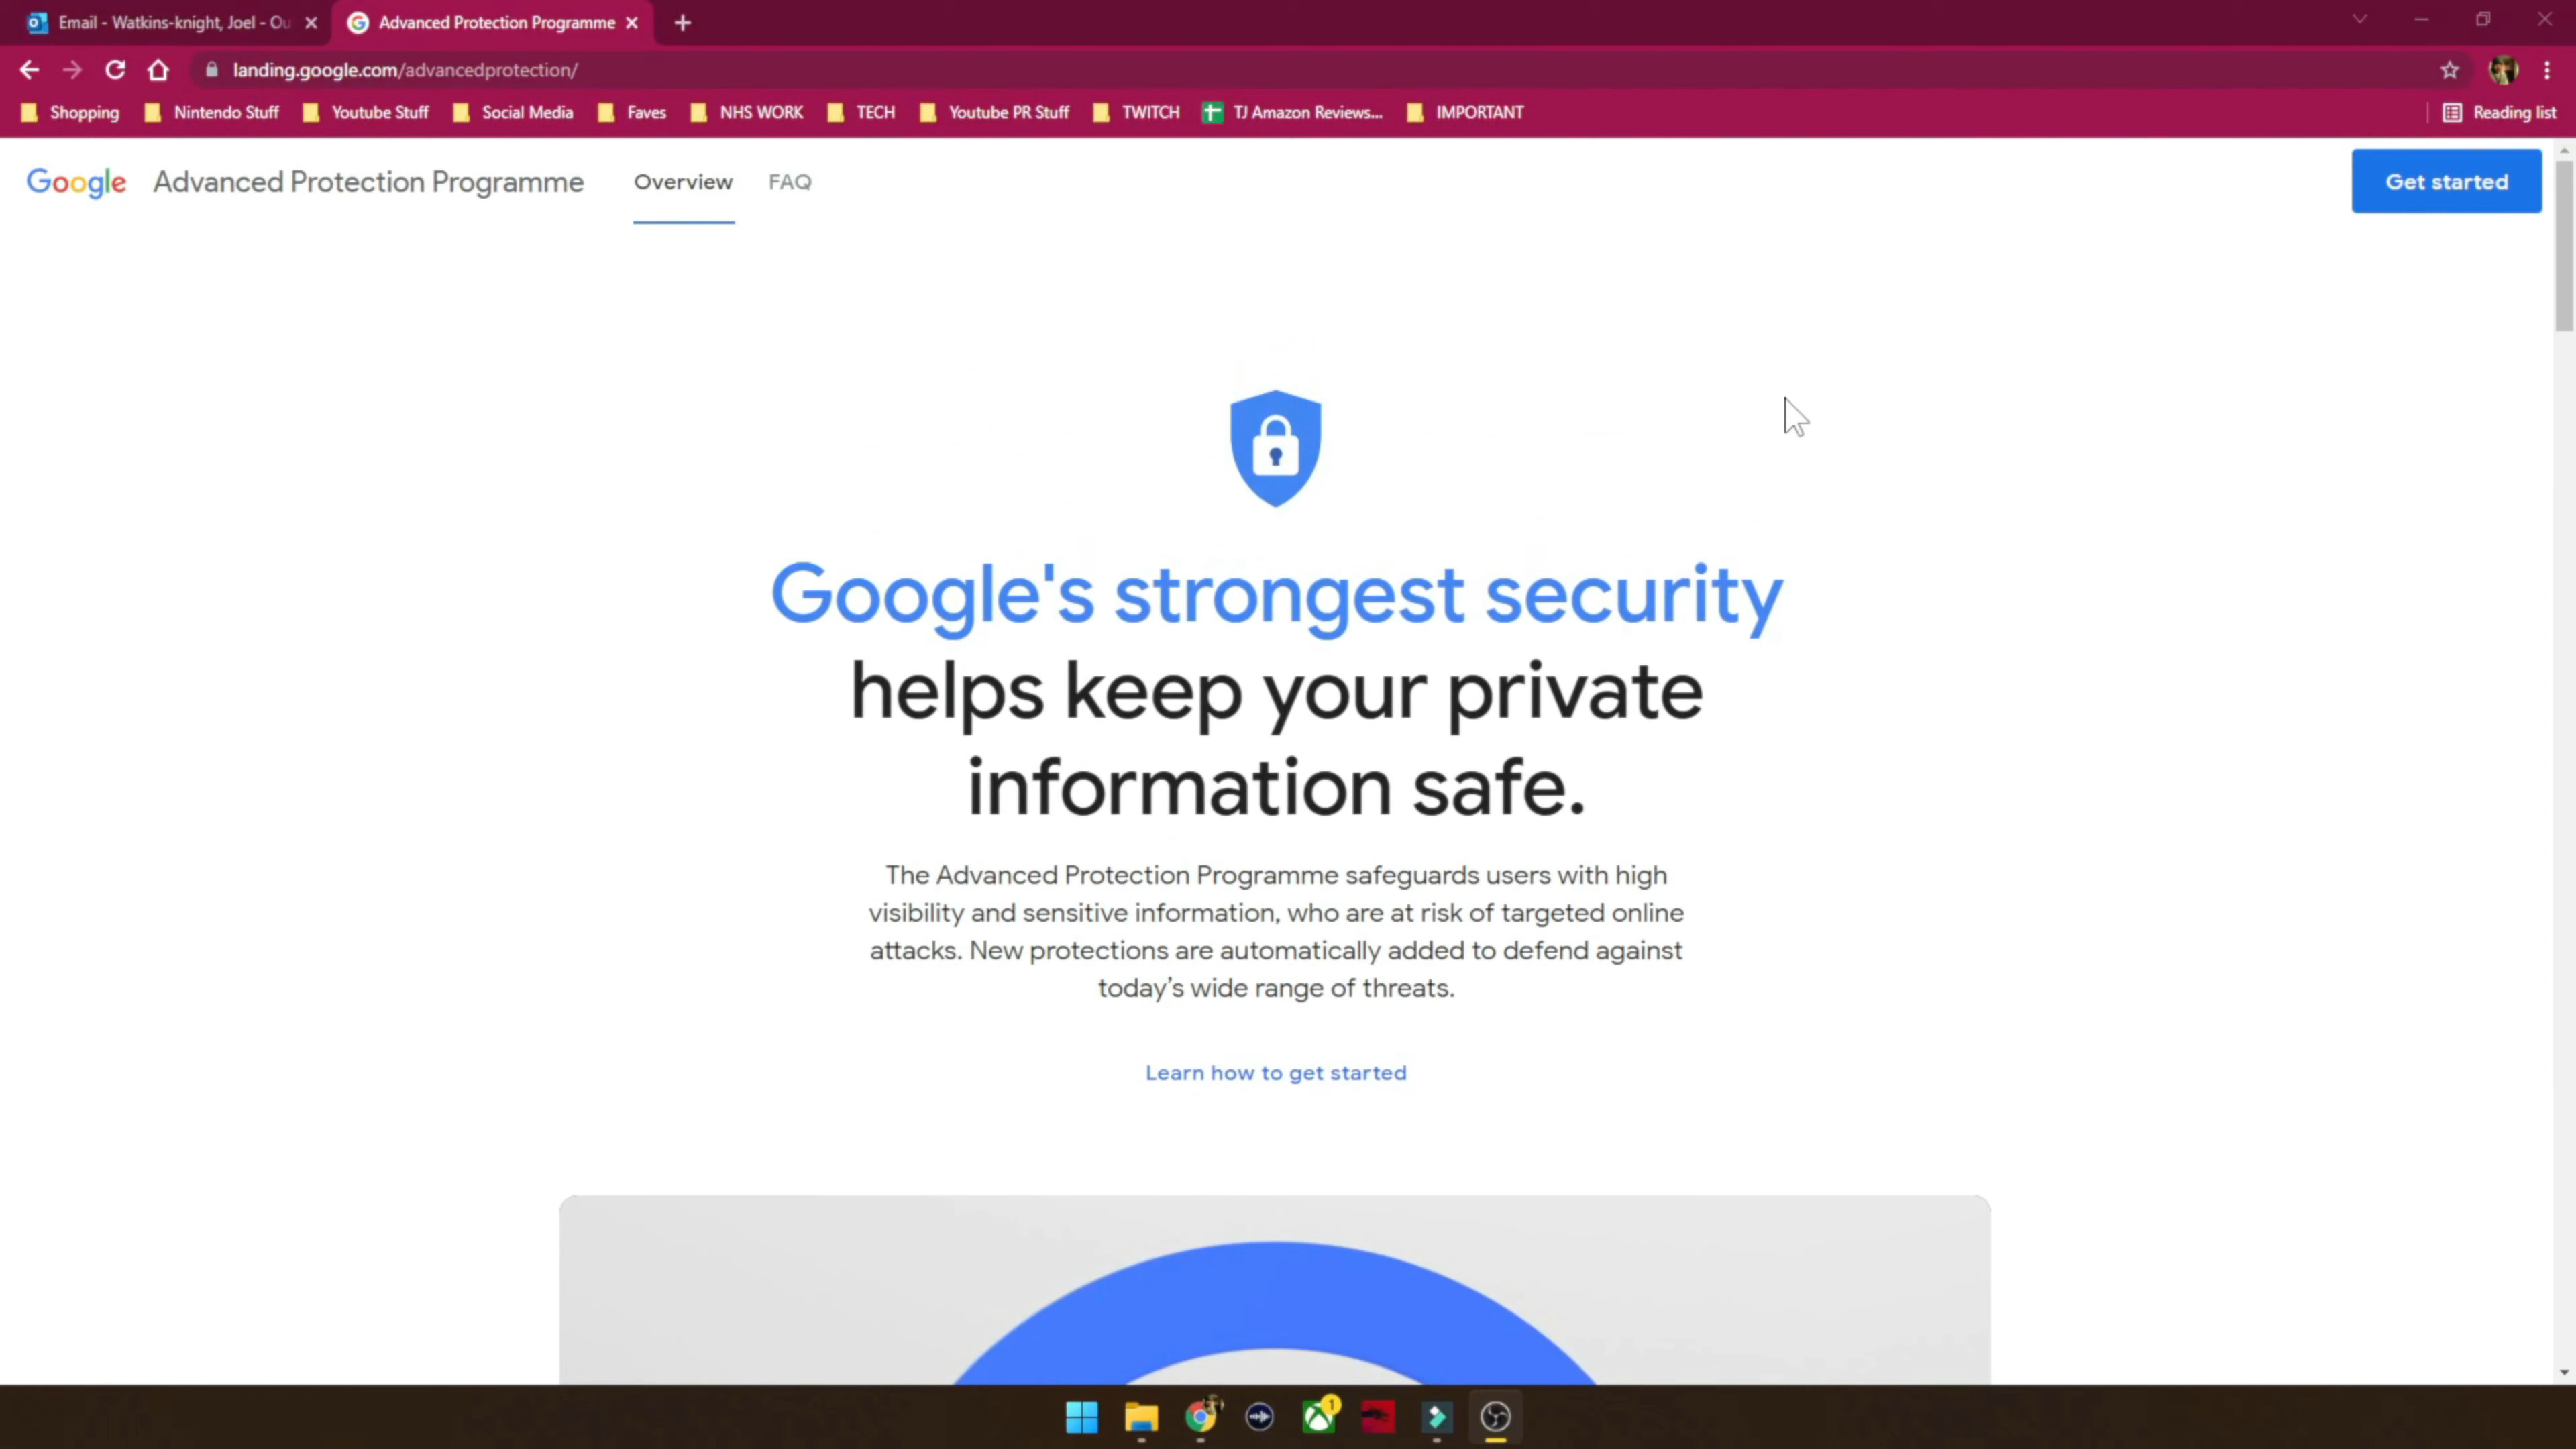 Email - Watkins-knight, Joel - Ou
Advanced Protection Programme
landing.google.com/advancedprotection/
Shopping
Nintendo Stuff
Youtube Stuff
Social Media
Faves
NHS WORK
TECH
Youtube PR Stuff
TWITCH
TJ Amazon Reviews...
IMPORTANT
Reading list
Google Advanced Protection Programme
Overview
FAQ
Get started
Google's strongest security
helps keep your private
information safe.
The Advanced Protection Programme safeguards users with high
visibility and sensitive information, who are at risk of targeted online
attacks. New protections are automatically added to defend against
today’s wide range of threats.
Learn how to get started
1